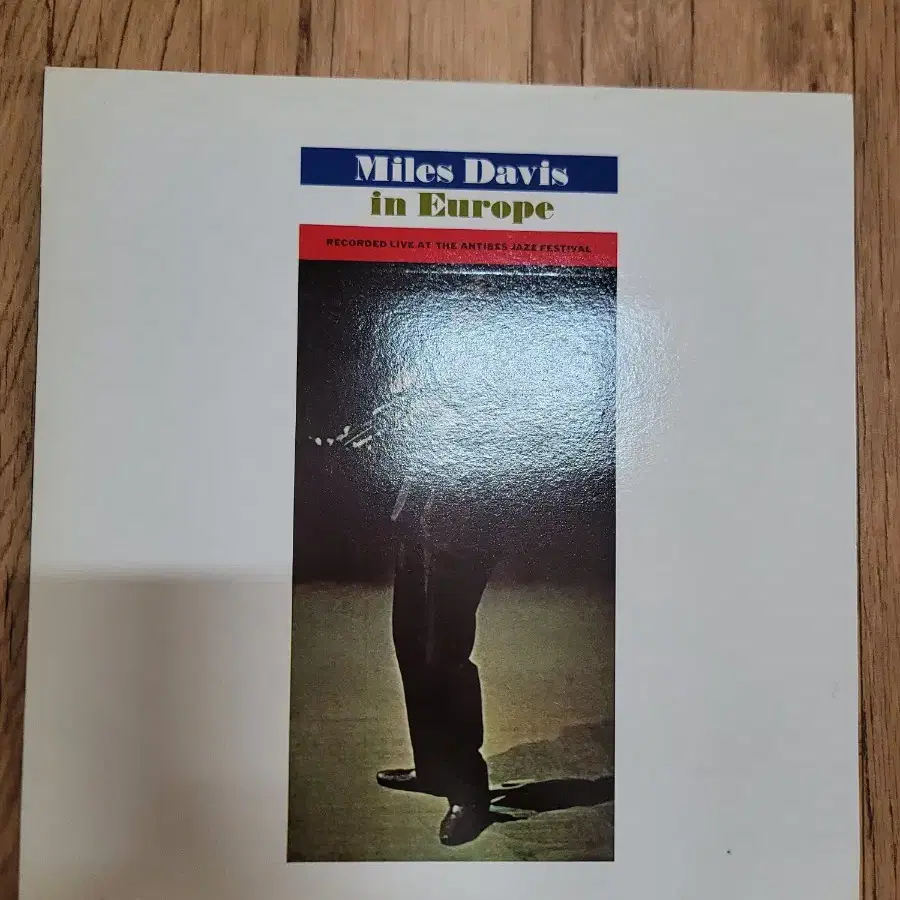 Miles Davis
in Europe
RECORDED LIVE AT THE ANTIBES JAZZ FESTIVAL